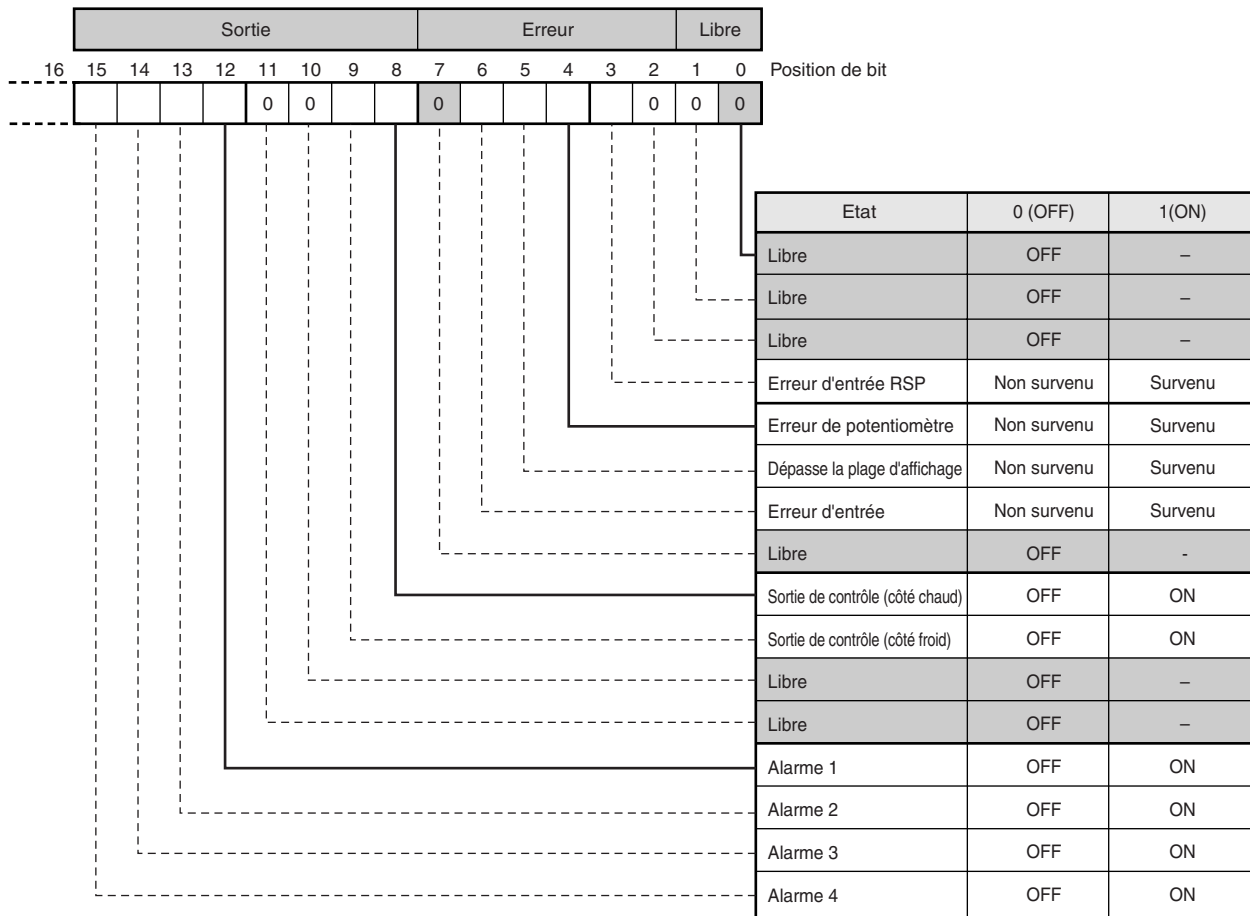 Sortie Erreur Libre
16 15 14 13 12 11 10 9 8 7 6 5 4 3 2 1 0 Position de bit
0 0 0 0 0 0
Etat 0 (OFF) 1(ON)
Libre OFF –
Libre OFF –
Libre OFF –
Erreur d'entrée RSP Non survenu Survenu
Erreur de potentiomètre Non survenu Survenu
Dépasse la plage d'affichage Non survenu Survenu
Erreur d'entrée Non survenu Survenu
Libre OFF -
Sortie de contrôle (côté chaud) OFF ON
Sortie de contrôle (côté froid) OFF ON
Libre OFF –
Libre OFF –
Alarme 1 OFF ON
Alarme 2 OFF ON
Alarme 3 OFF ON
Alarme 4 OFF ON